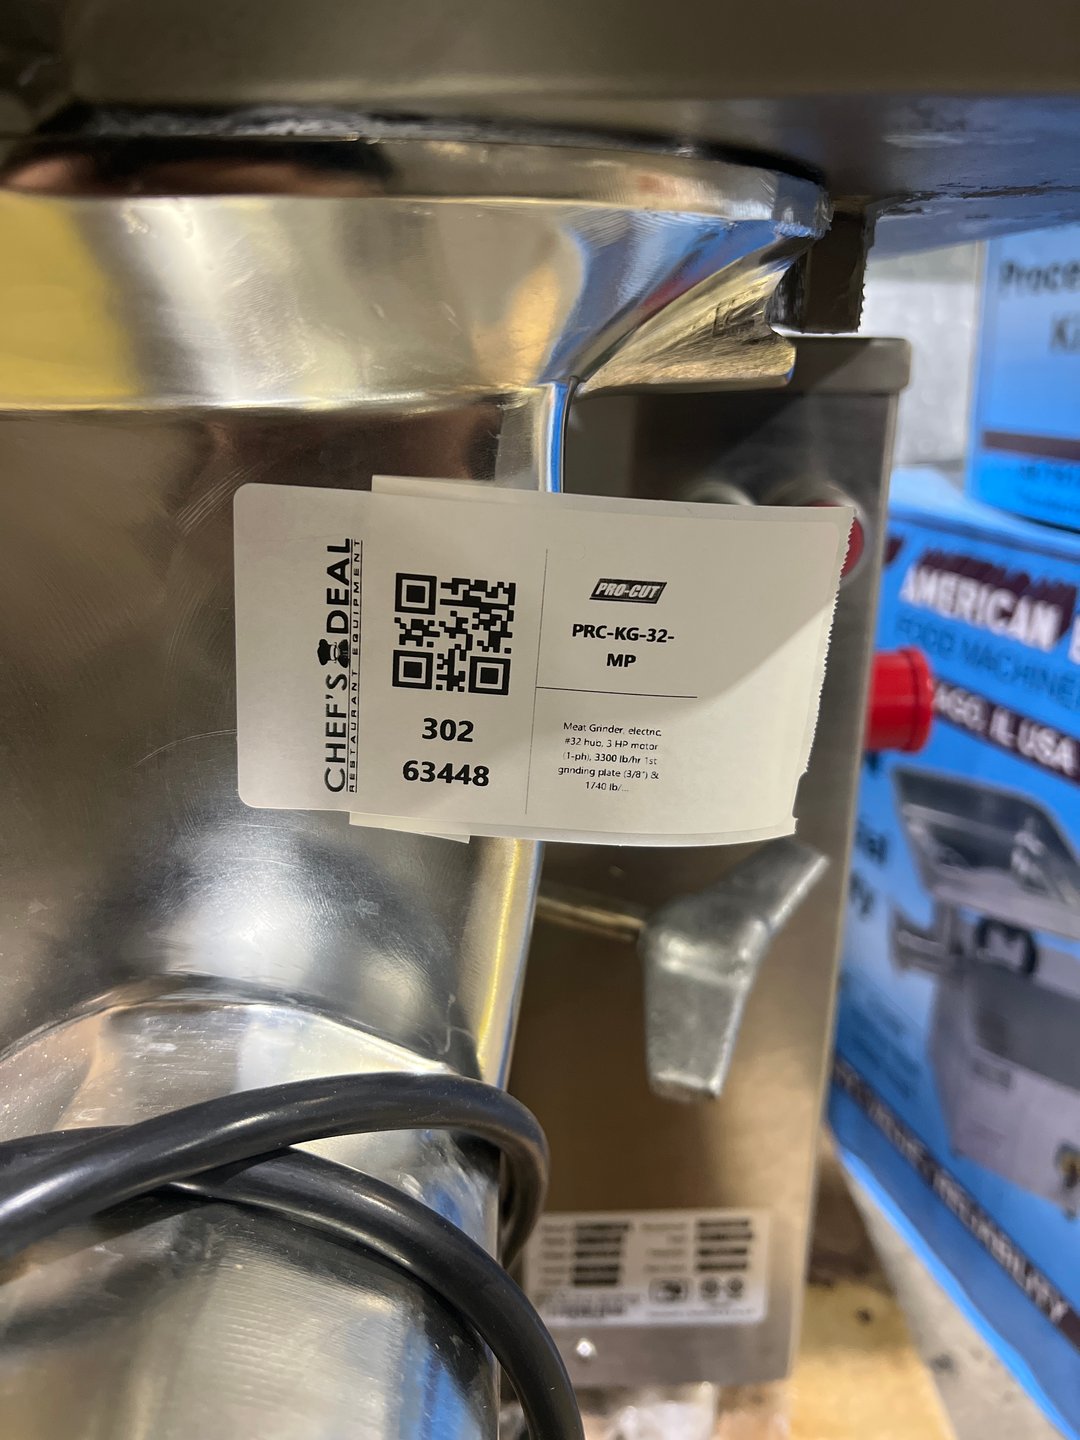 CHEF'S DEAL
RESTAURANT EQUIPMENT
302
63448
PRO-CUT
PRC-KG-32-
MP
Meat Grinder, electric,
#32 hub, 3 HP motor
(1-ph), 3300 lb/hr 1st
grinding plate (3/8") &
1740 lb/...
AMERICAN
FOOD MACHINE
AGO, IL USA